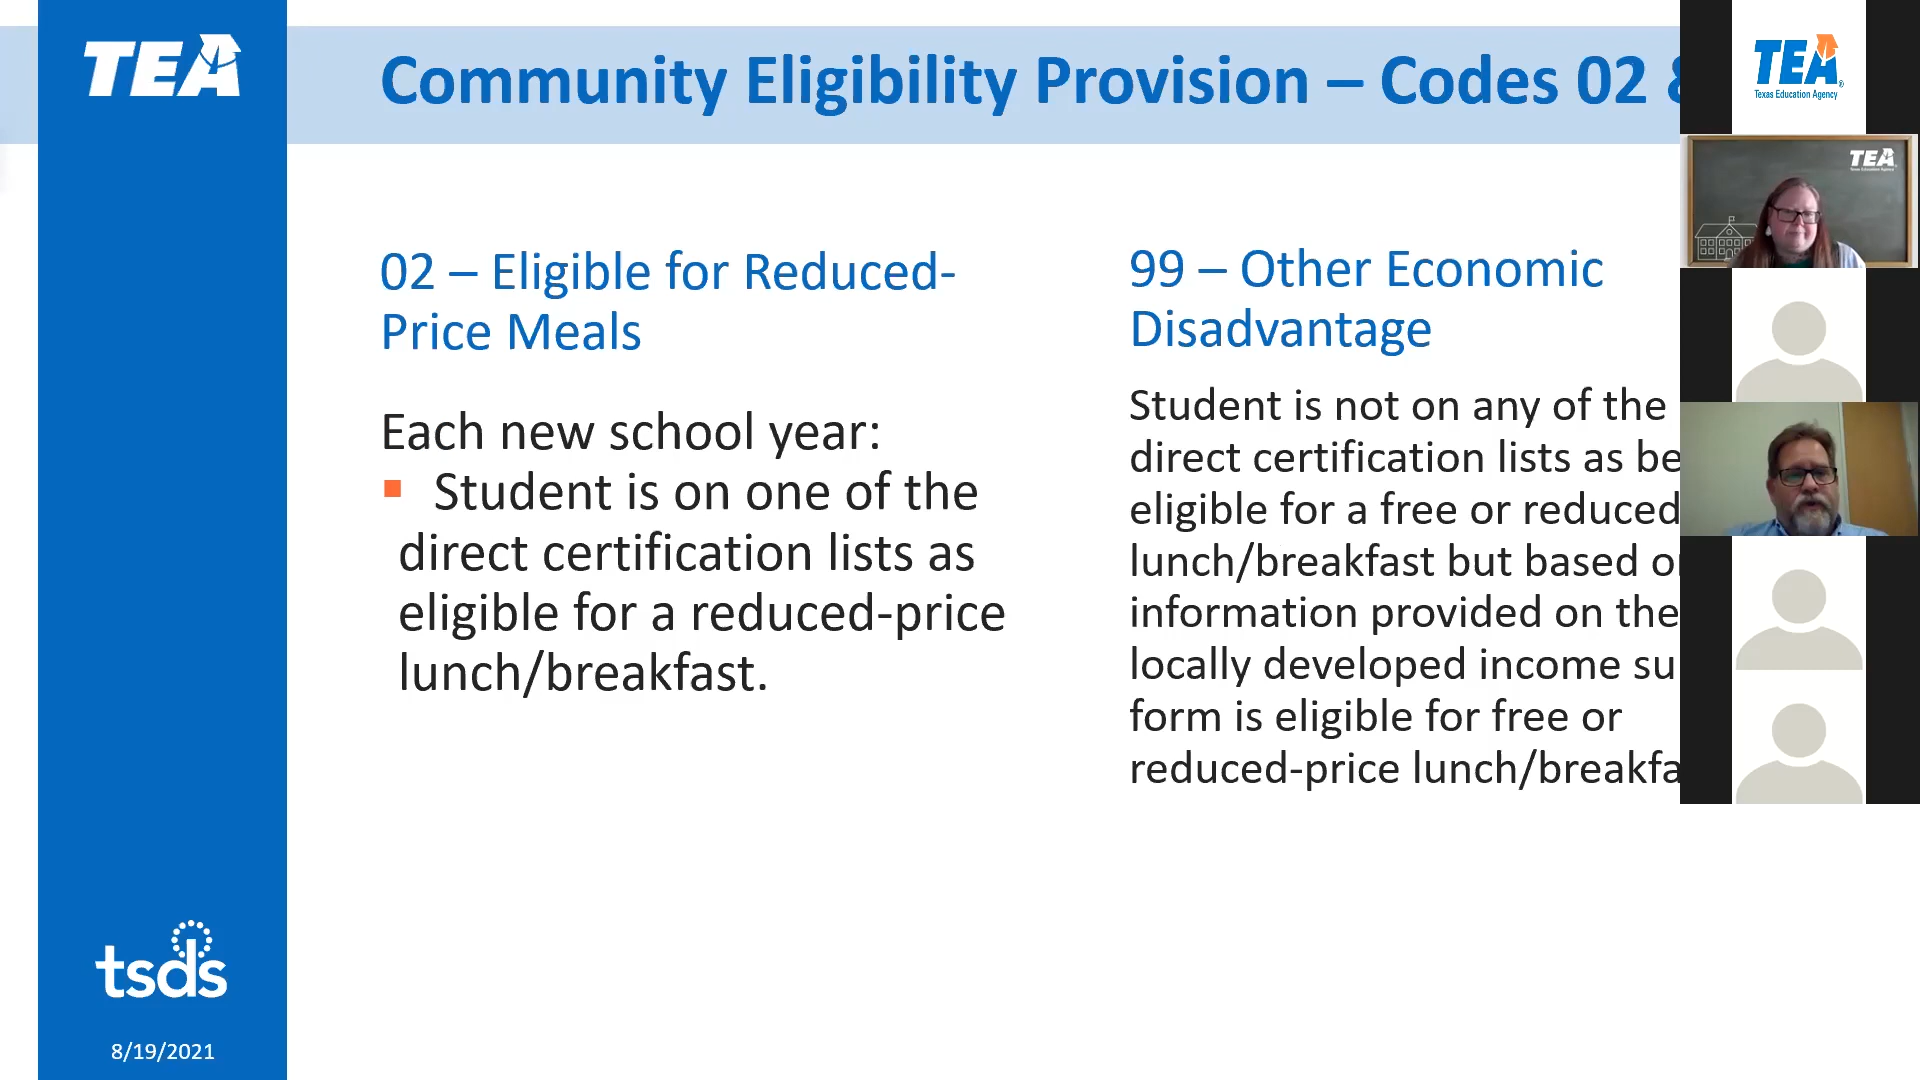 TEA
Community Eligibility Provision – Codes 02
TEA
Texas Education Agency
TEA
02 – Eligible for Reduced-
Price Meals
Each new school year:
Student is on one of the
direct certification lists as
eligible for a reduced-price
lunch/breakfast.
99 – Other Economic
Disadvantage
Student is not on any of the
direct certification lists as
eligible for a free or reduced
lunch/breakfast but based
information provided on the
locally developed income
form is eligible for free or
reduced-price
tsds
8/19/2021